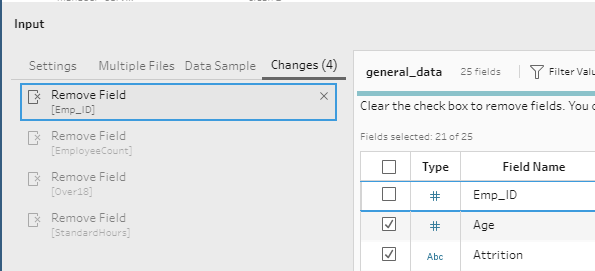 Input
Settings Multiple Files Data Sample Changes (4)
Remove Field
[Emp_ID]
Remove Field
[EmployeeCount]
Remove Field
[Over18]
Remove Field
[StandardHours]
general_data 25 fields Filter Valu
Clear the check box to remove fields. You c
Fields selected: 21 of 25
Type Field Name
# Emp_ID
# Age
Abc Attrition